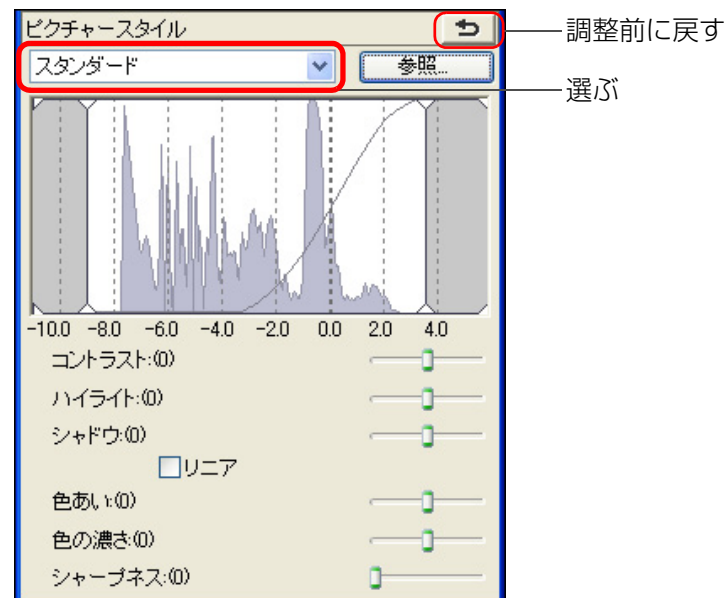 ピクチャースタイル
調整前に戻す
スタンダード
参照...
選ぶ
-10.0 -8.0 -6.0 -4.0 -2.0 0.0 2.0 4.0
コントラスト:(0)
ハイライト:(0)
シャドウ:(0)
リニア
色あい:(0)
色の濃さ:(0)
シャープネス:(0)